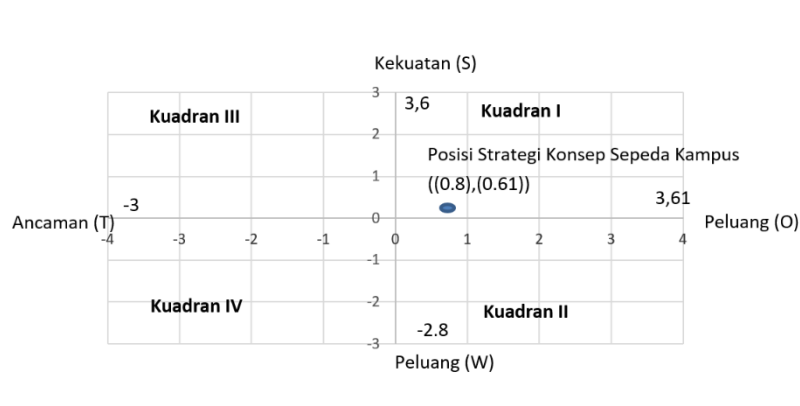 Kekuatan (S)
3
3,6
Kuadran I
Kuadran III
2
Posisi Strategi Konsep Sepeda Kampus
1
((0.8),(0.61))
-3
3,61
Ancaman (T)
0
Peluang (O)
-4
-3
-2
-1
0
1
2
3
4
-1
Kuadran IV
-2
Kuadran II
-2.8
-3
Peluang (W)